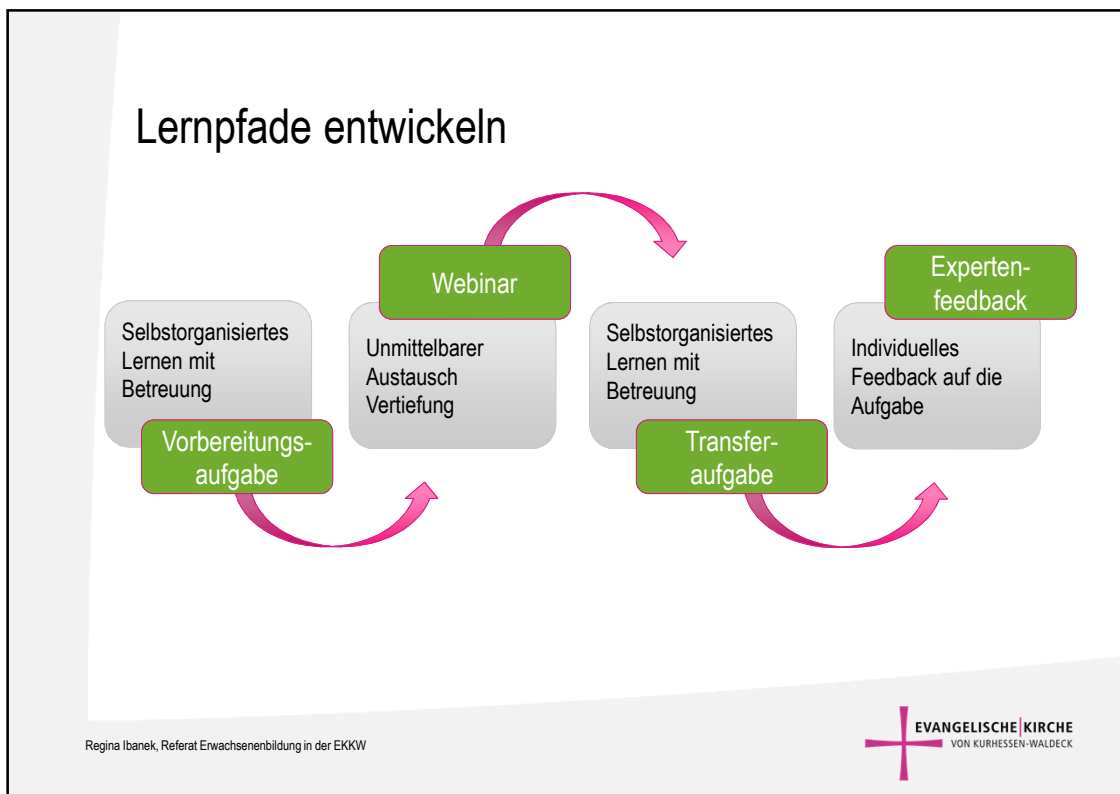 Lernpfade entwickeln
Selbstorganisiertes
Lernen mit
Betreuung
Vorbereitungs-
aufgabe
Webinar
Unmittelbarer
Austausch
Vertiefung
Selbstorganisiertes
Lernen mit
Betreuung
Transfer-
aufgabe
Experten-
feedback
Individuelles
Feedback auf die
Aufgabe
Regina Ibanek, Referat Erwachsenenbildung in der EKKW
EVANGELISCHE KIRCHE
VON KURHESSEN-WALDECK